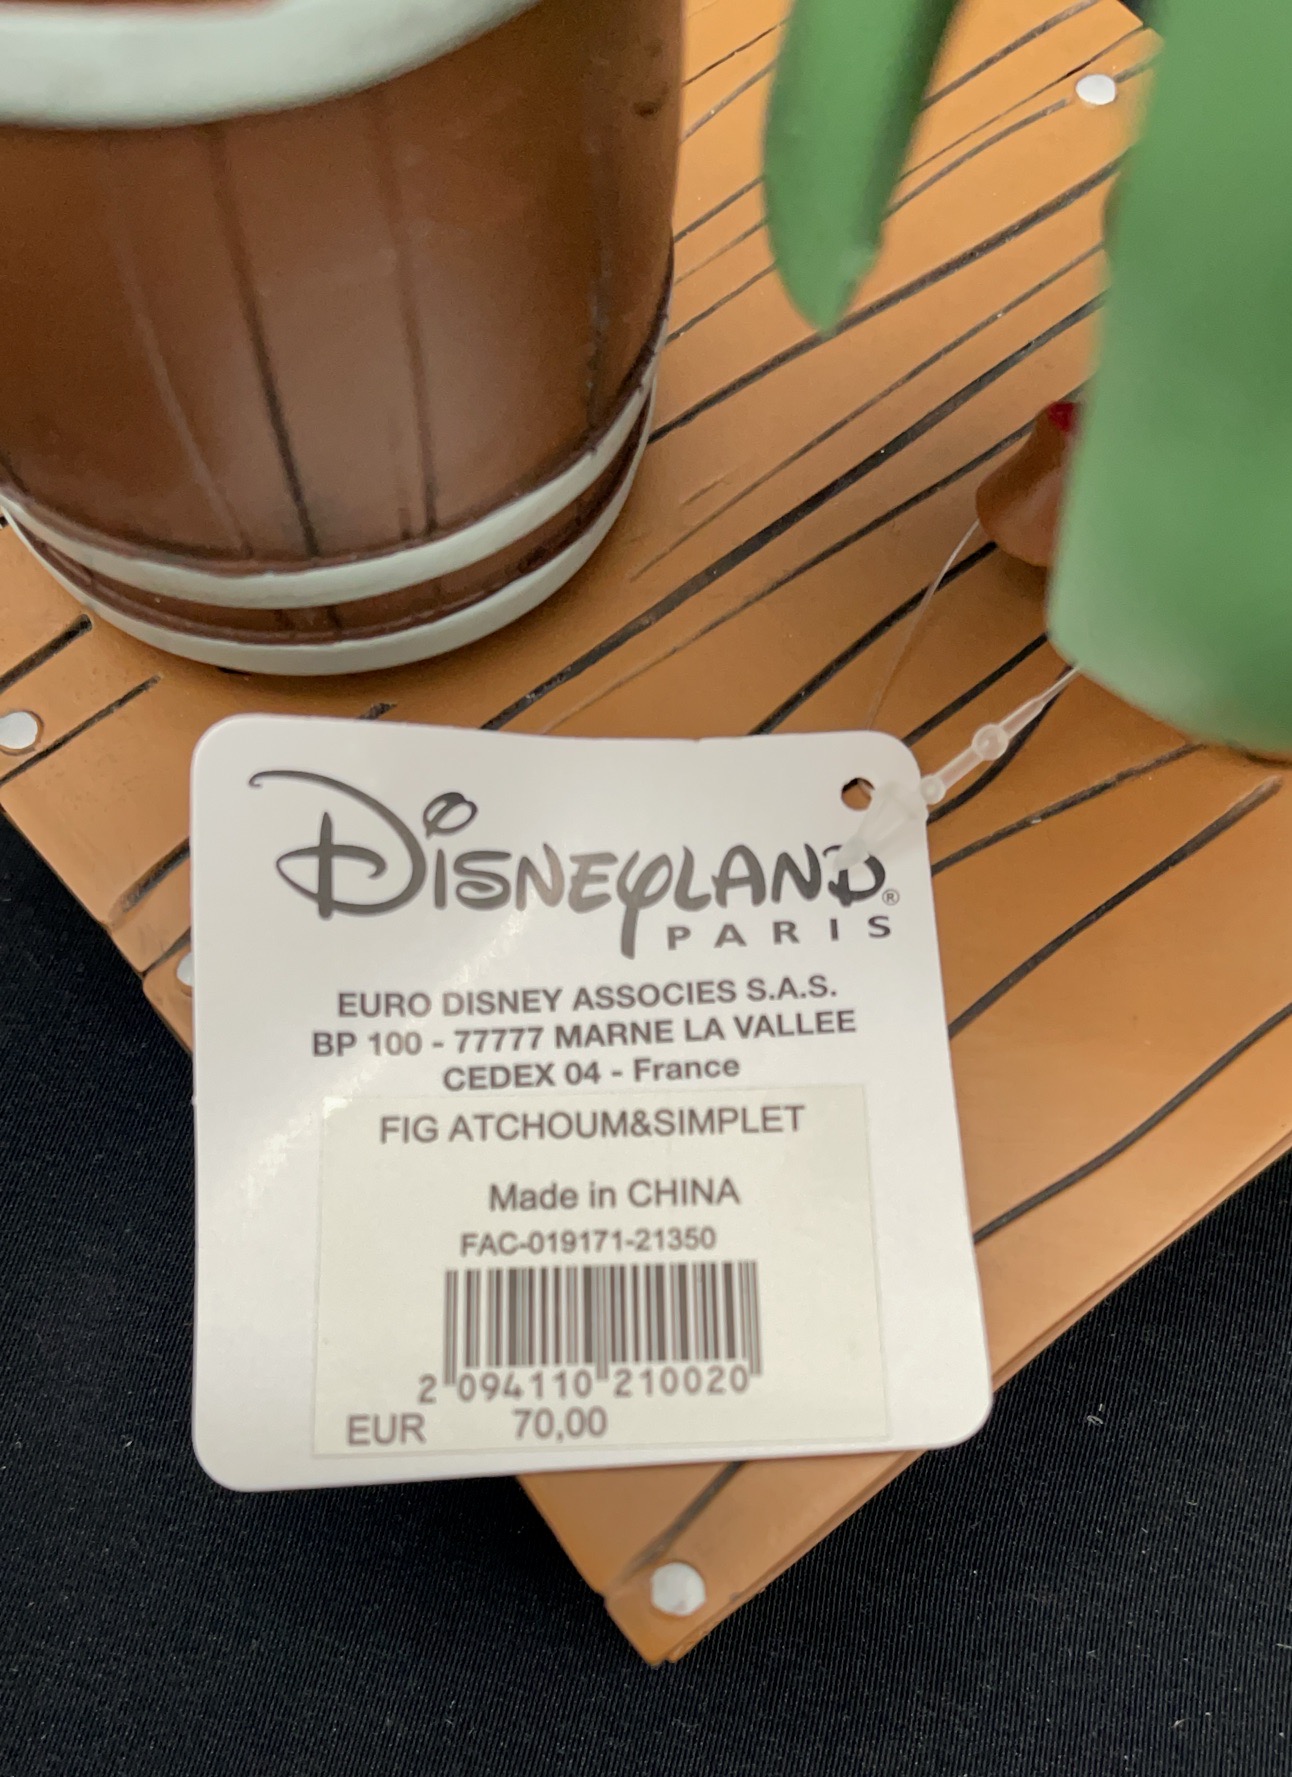 DISNEYLAND®
PARIS
EURO DISNEY ASSOCIES S.A.S.
BP 100 - 77777 MARNE LA VALLEE
CEDEX 04 - France
FIG ATCHOUM&SIMPLET
Made in CHINA
FAC-019171-21350
2 094110 210020
EUR 70,00